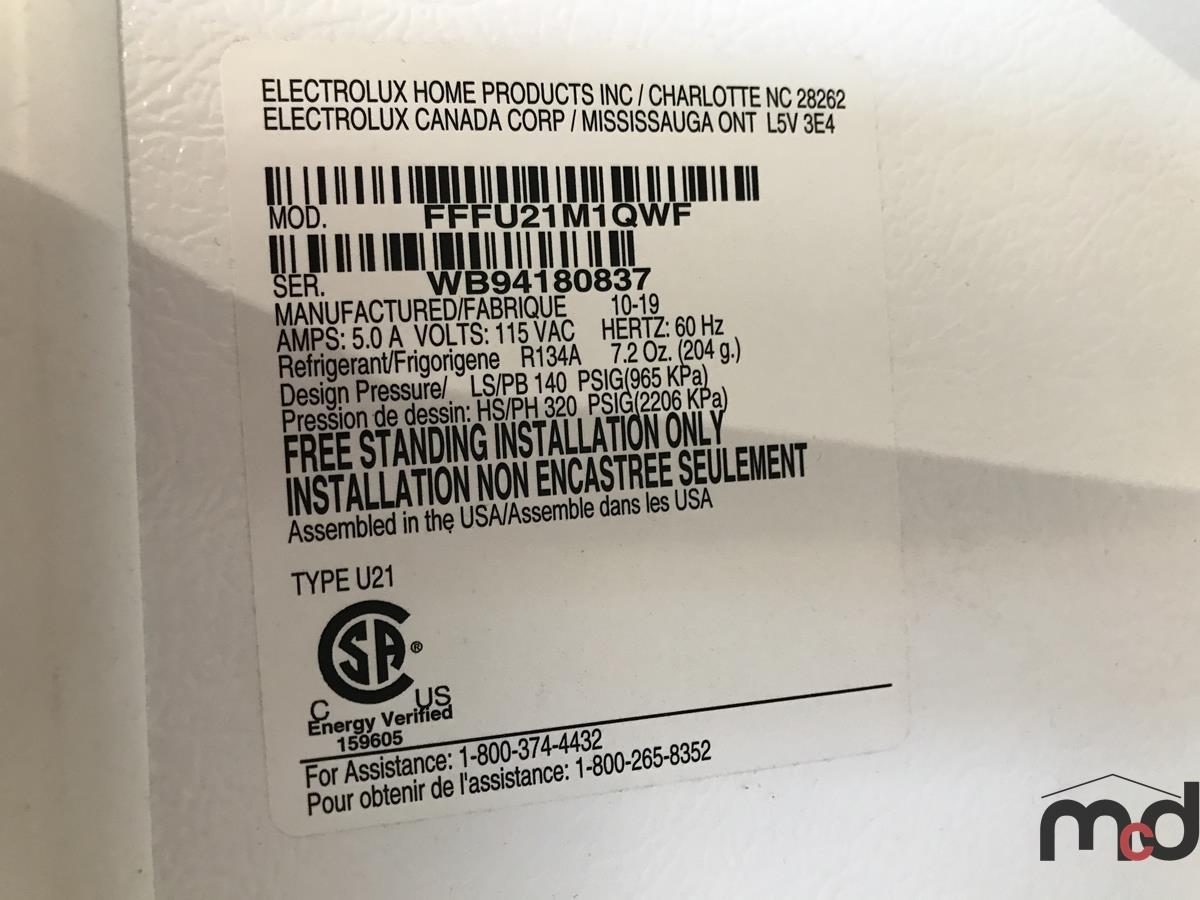 ELECTROLUX HOME PRODUCTS INC / CHARLOTTE NC 28262
ELECTROLUX CANADA CORP / MISSISSAUGA ONT L5V 3E4
MOD. FFFU21M1QWF
SER. WB94180837
MANUFACTURED/FABRIQUE 10-19
AMPS: 5.0 A VOLTS: 115 VAC HERTZ: 60 Hz
Refrigerant/Frigorigene R134A 7.2 Oz. (204 g.)
Design Pressure/ LS/PB 140 PSIG(965 KPa)
Pression de dessin: HS/PH 320 PSIG(2206 KPa)
FREE STANDING INSTALLATION ONLY
INSTALLATION NON ENCASTREE SEULEMENT
Assembled in the USA/Assemble dans les USA
TYPE U21
CSA ®
C US
Energy Verified
159605
For Assistance: 1-800-374-4432
Pour obtenir de l'assistance: 1-800-265-8352
mcd